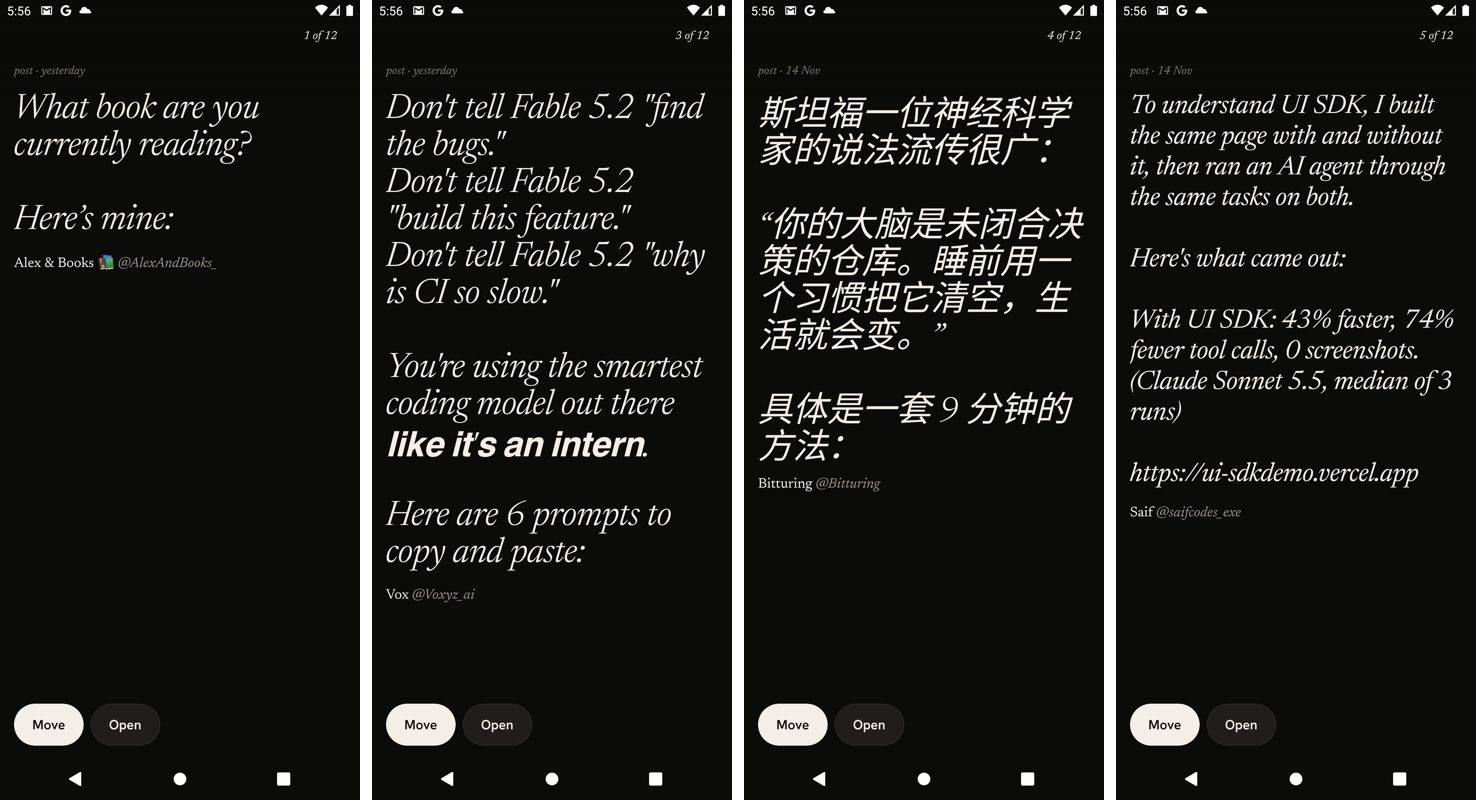 5:56
1 of 12
post · yesterday
What book are you
currently reading?
Here’s mine:
Alex & Books 📚 @AlexAndBooks_
Move
Open
5:56
3 of 12
post · yesterday
Don't tell Fable 5.2 "find
the bugs."
Don't tell Fable 5.2
"build this feature."
Don't tell Fable 5.2 "why
is CI so slow."
You're using the smartest
coding model out there
like it's an intern.
Here are 6 prompts to
copy and paste:
Vox @Voxyz_ai
Move
Open
5:56
4 of 12
post · 14 Nov
斯坦福一位神经科学
家的说法流传很广：
“你的大脑是未闭合决
策的仓库。睡前用一
个习惯把它清空，生
活就会变。”
具体是一套 9 分钟的
方法：
Bitturing @Bitturing
Move
Open
5:56
5 of 12
post · 14 Nov
To understand UI SDK, I built
the same page with and without
it, then ran an AI agent through
the same tasks on both.
Here's what came out:
With UI SDK: 43% faster, 74%
fewer tool calls, 0 screenshots.
(Claude Sonnet 5.5, median of 3
runs)
https://ui-sdkdemo.vercel.app
Saif @saifcodes_exe
Move
Open